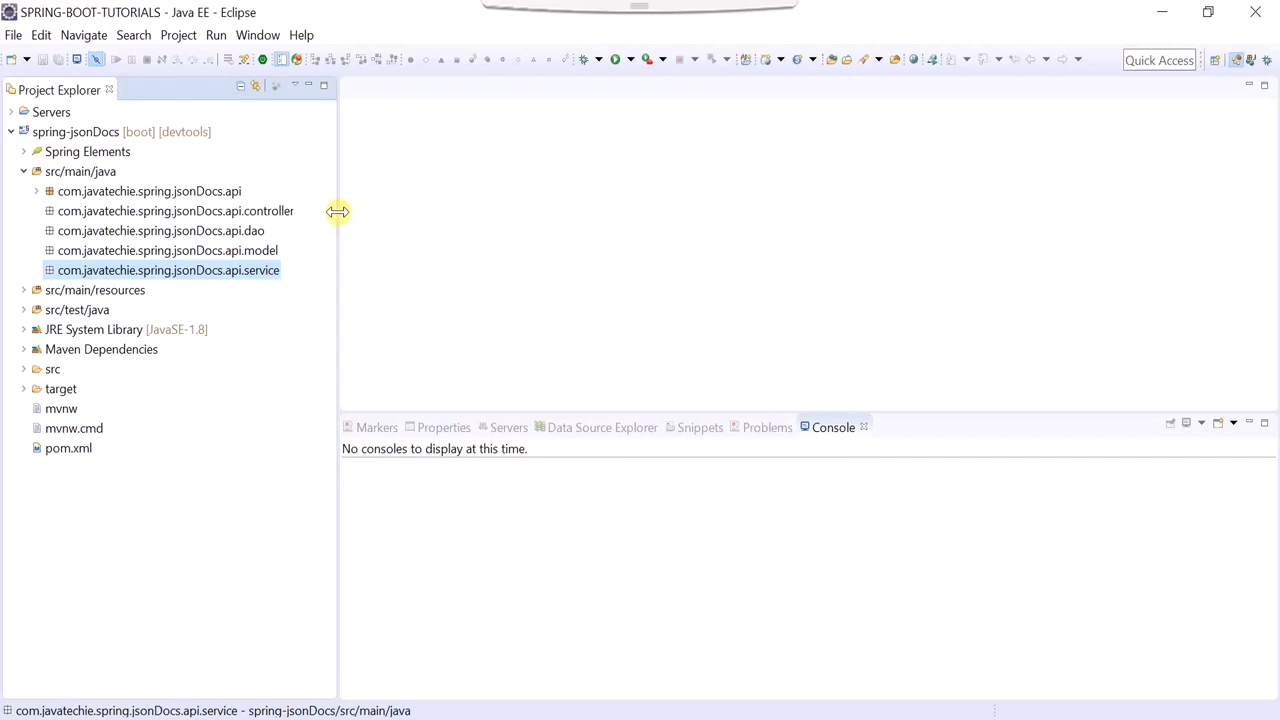 SPRING-BOOT-TUTORIALS - Java EE - Eclipse
File Edit Navigate Search Project Run Window Help
Quick Access
Project Explorer
Servers
spring-jsonDocs [boot] [devtools]
Spring Elements
src/main/java
com.javatechie.spring.jsonDocs.api
com.javatechie.spring.jsonDocs.api.controller
com.javatechie.spring.jsonDocs.api.dao
com.javatechie.spring.jsonDocs.api.model
com.javatechie.spring.jsonDocs.api.service
src/main/resources
src/test/java
JRE System Library [JavaSE-1.8]
Maven Dependencies
src
target
mvnw
mvnw.cmd
pom.xml
Markers Properties Servers Data Source Explorer Snippets Problems Console
No consoles to display at this time.
com.javatechie.spring.jsonDocs.api.service - spring-jsonDocs/src/main/java